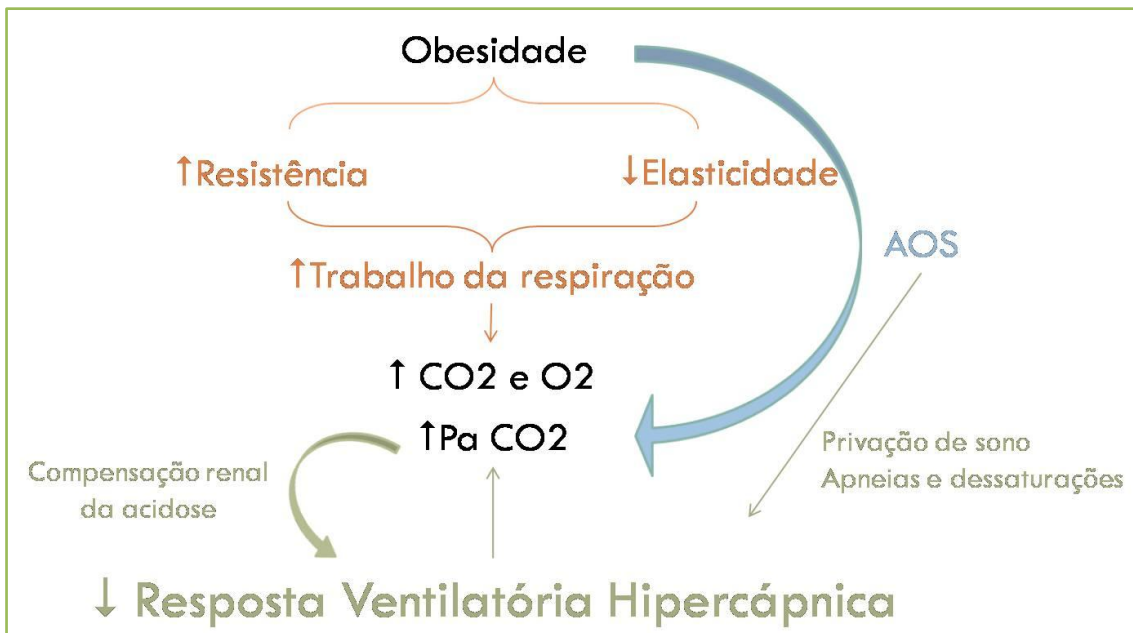 Obesidade
↑Resistência
↓Elasticidade
AOS
↑Trabalho da respiração
↑ CO2 e O2
↑Pa CO2
Compensação renal
da acidose
Privação de sono
Apneias e dessaturações
↓ Resposta Ventilatória Hipercápnica